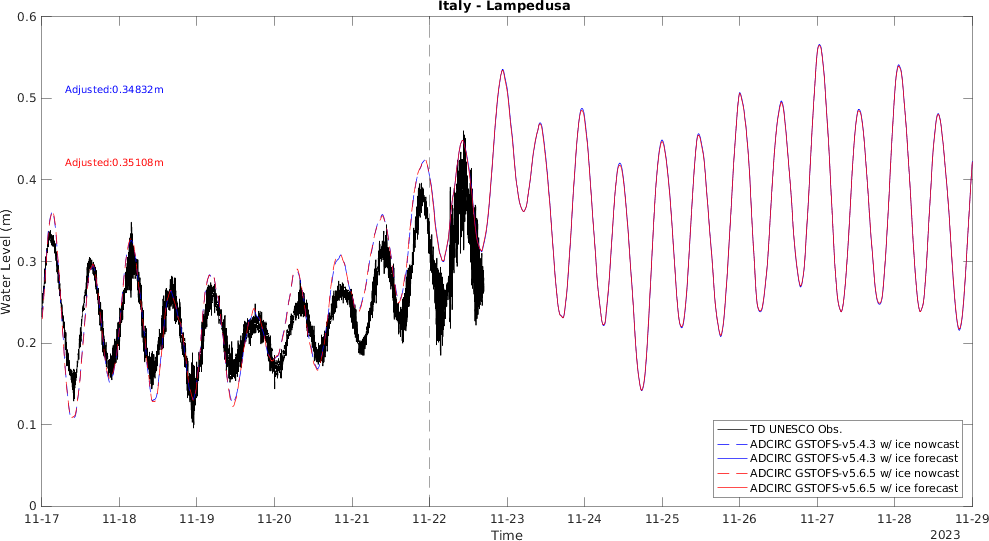 Italy - Lampedusa
0.6
0.5
0.4
0.3
0.2
0.1
0
Water Level (m)
Adjusted:0.34832m
Adjusted:0.35108m
TD UNESCO Obs.
ADCIRC GSTOFS-v5.4.3 w/ ice nowcast
ADCIRC GSTOFS-v5.4.3 w/ ice forecast
ADCIRC GSTOFS-v5.6.5 w/ ice nowcast
ADCIRC GSTOFS-v5.6.5 w/ ice forecast
11-17 11-18 11-19 11-20 11-21 11-22 11-23 11-24 11-25 11-26 11-27 11-28 11-29
Time
2023